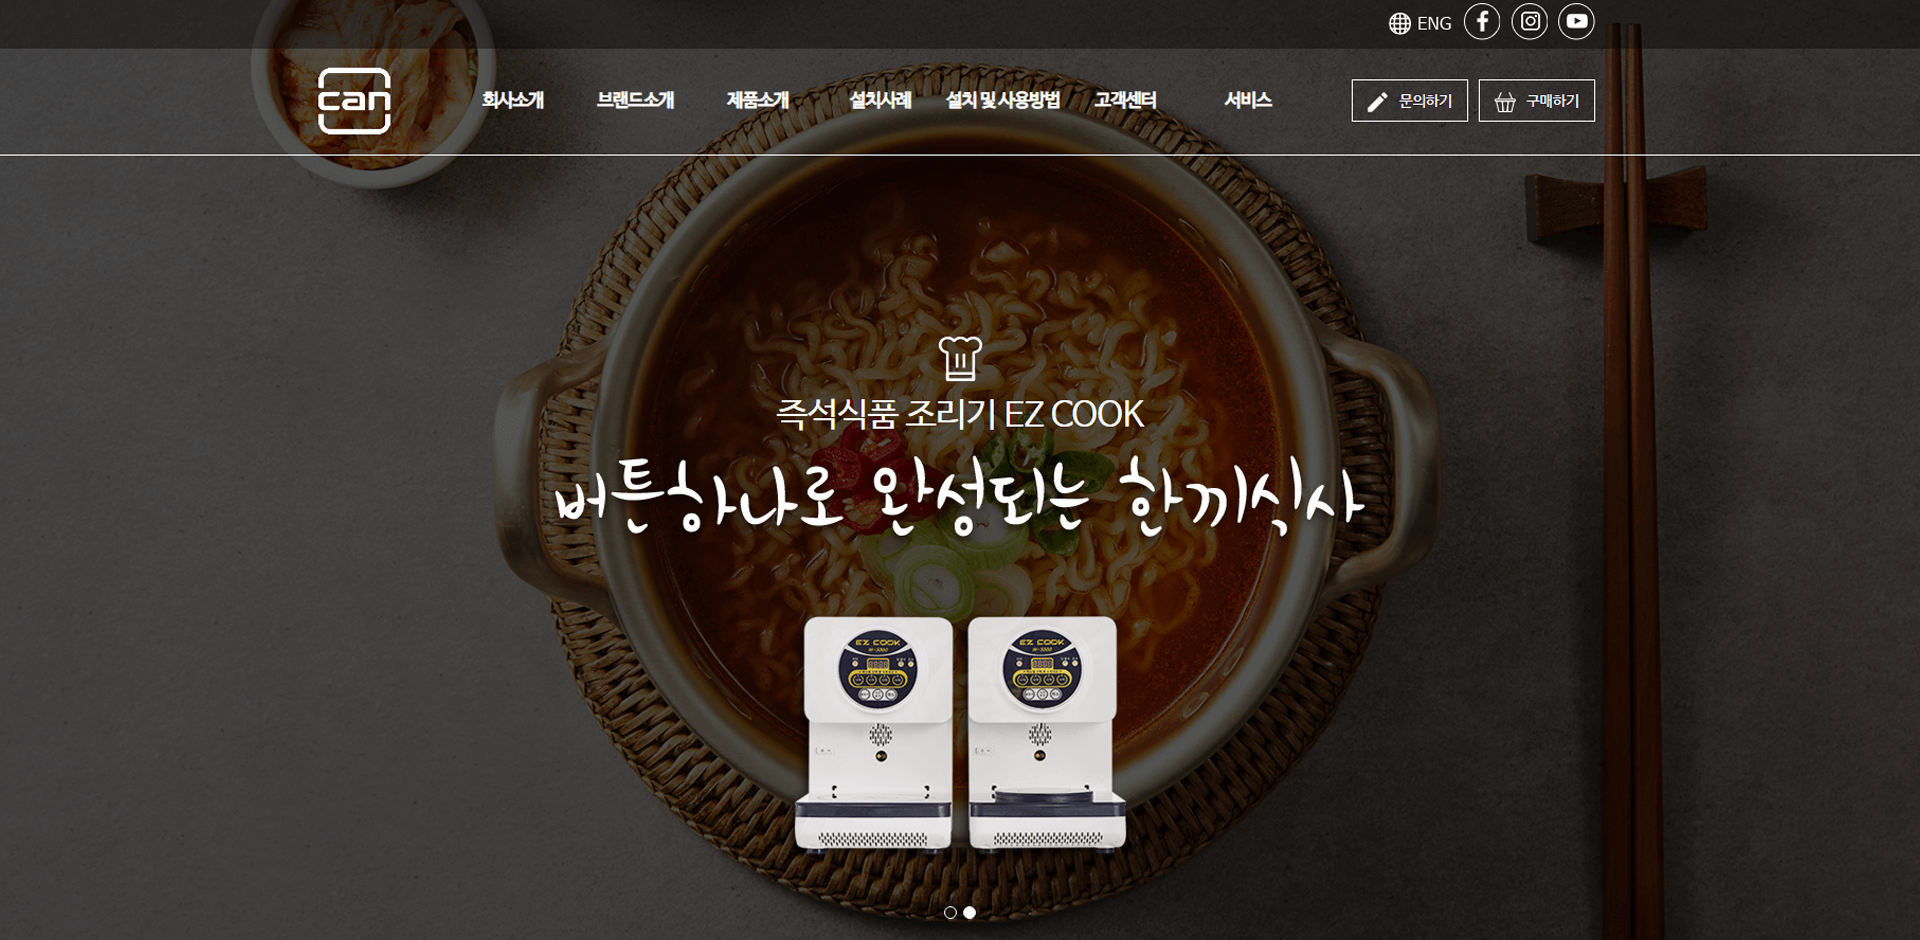 ENG
can
회사소개 브랜드소개 제품소개 설치사례 설치 및 사용방법 고객센터 서비스 문의하기 구매하기
즉석식품 조리기 EZ COOK
버튼하나로 완성되는 한끼식사
EZ COOK EZ COOK